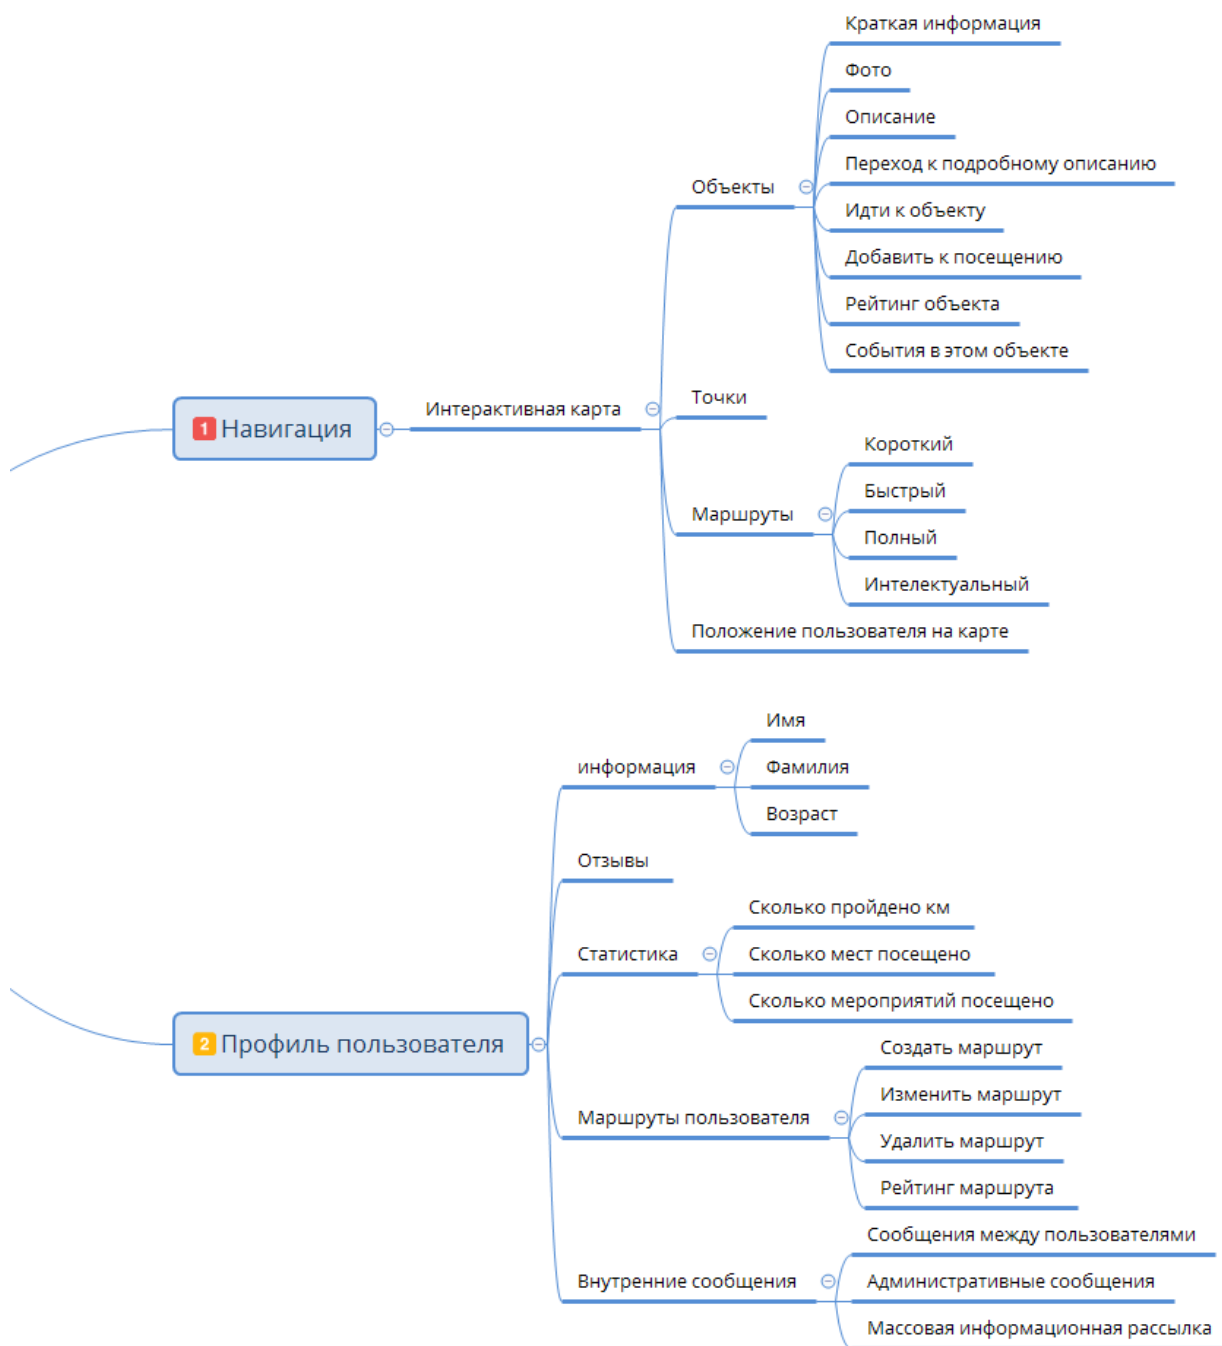 Краткая информация
Фото
Описание
Переход к подробному описанию
Объекты
Идти к объекту
Добавить к посещению
Рейтинг объекта
События в этом объекте
Точки
Интерактивная карта
1 Навигация
Короткий
Быстрый
Маршруты
Полный
Интелектуальный
Положение пользователя на карте
Имя
информация
Фамилия
Возраст
Отзывы
Сколько пройдено км
Статистика
Сколько мест посещено
Сколько мероприятий посещено
2 Профиль пользователя
Создать маршрут
Изменить маршрут
Маршруты пользователя
Удалить маршрут
Рейтинг маршрута
Сообщения между пользователями
Внутренние сообщения
Административные сообщения
Массовая информационная рассылка